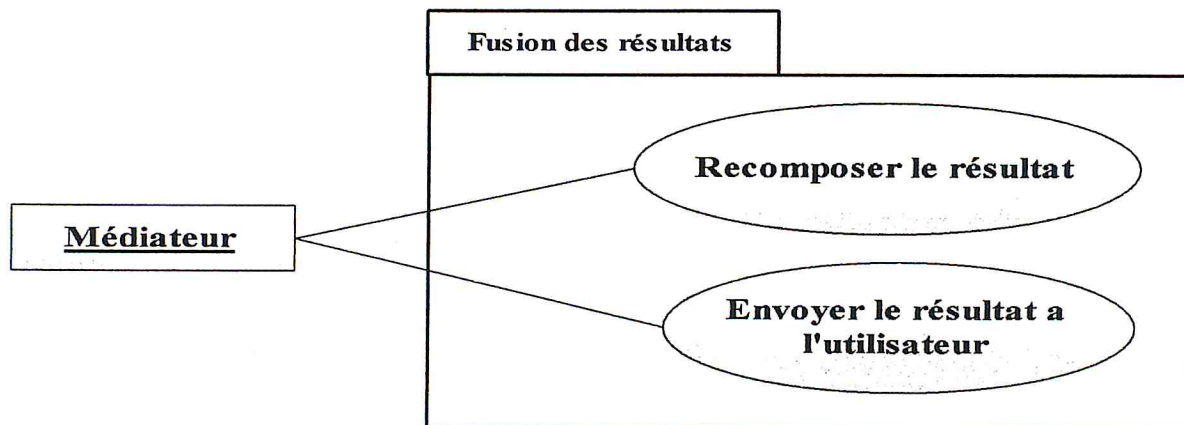 Fusion des résultats
Recomposer le résultat
Médiateur
Envoyer le résultat a
l'utilisateur